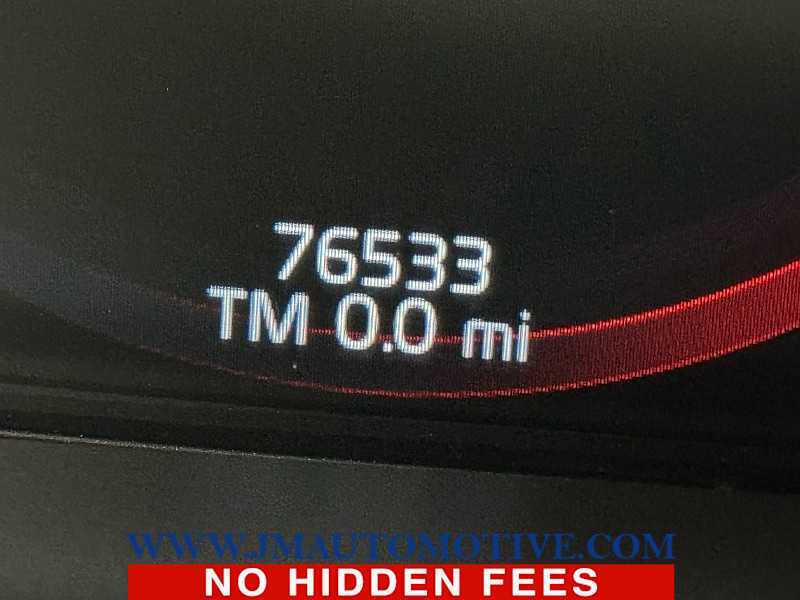 76533
TM 0.0 mi
WWW.JMAUTOMOTIVE.COM
NO HIDDEN FEES